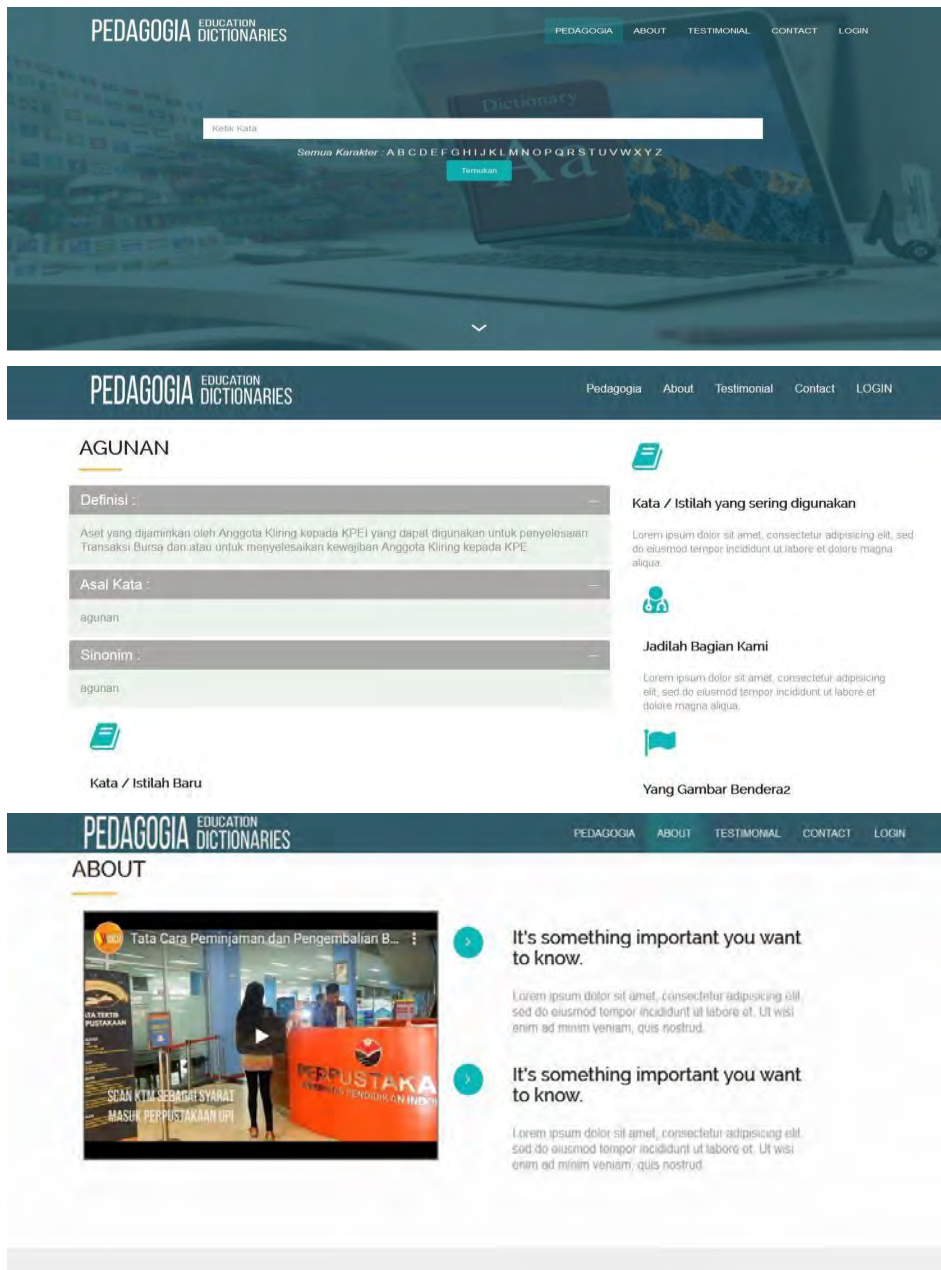 PEDAGOGIA EDUCATION DICTIONARIES
PEDAGOGIA ABOUT TESTIMONIAL CONTACT LOGIN
Dictionary
Ketik Kata
Semua Karakter : A B C D E F G H I J K L M N O P Q R S T U V W X Y Z
Aa
Temukan
PEDAGOGIA EDUCATION DICTIONARIES
Pedagogia About Testimonial Contact LOGIN
AGUNAN
Definisi :
Aset yang dijaminkan oleh Anggota Kliring kepada KPEI yang dapat digunakan untuk penyelesaian
Transaksi Bursa dan atau untuk menyelesaikan kewajiban Anggota Kliring kepada KPE
Asal Kata :
agunan
Sinonim :
agunan
Kata / Istilah Baru
Kata / Istilah yang sering digunakan
Lorem ipsum dolor sit amet, consectetur adipisicing elit, sed
do eiusmod tempor incididunt ut labore et dolore magna
aliqua.
Jadilah Bagian Kami
Lorem ipsum dolor sit amet, consectetur adipisicing
elit, sed do eiusmod tempor incididunt ut labore et
dolore magna aliqua.
Yang Gambar Bendera2
PEDAGOGIA EDUCATION DICTIONARIES
PEDAGOGIA ABOUT TESTIMONIAL CONTACT LOGIN
ABOUT
Tata Cara Peminjaman dan Pengembalian B...
TATA TERTIB
PERPUSTAKAAN
PERPUSTAKA
PENDIDIKAN INDO
SCAN KTM SEBAGAI SYARAT
MASUK PERPUSTAKAAN UPI
It's something important you want
to know.
Lorem ipsum dolor sit amet, consectetur adipisicing elit,
sed do eiusmod tempor incididunt ut labore et. Ut wisi
enim ad minim veniam, quis nostrud.
It's something important you want
to know.
Lorem ipsum dolor sit amet, consectetur adipisicing elit,
sed do eiusmod tempor incididunt ut labore et. Ut wisi
enim ad minim veniam, quis nostrud.